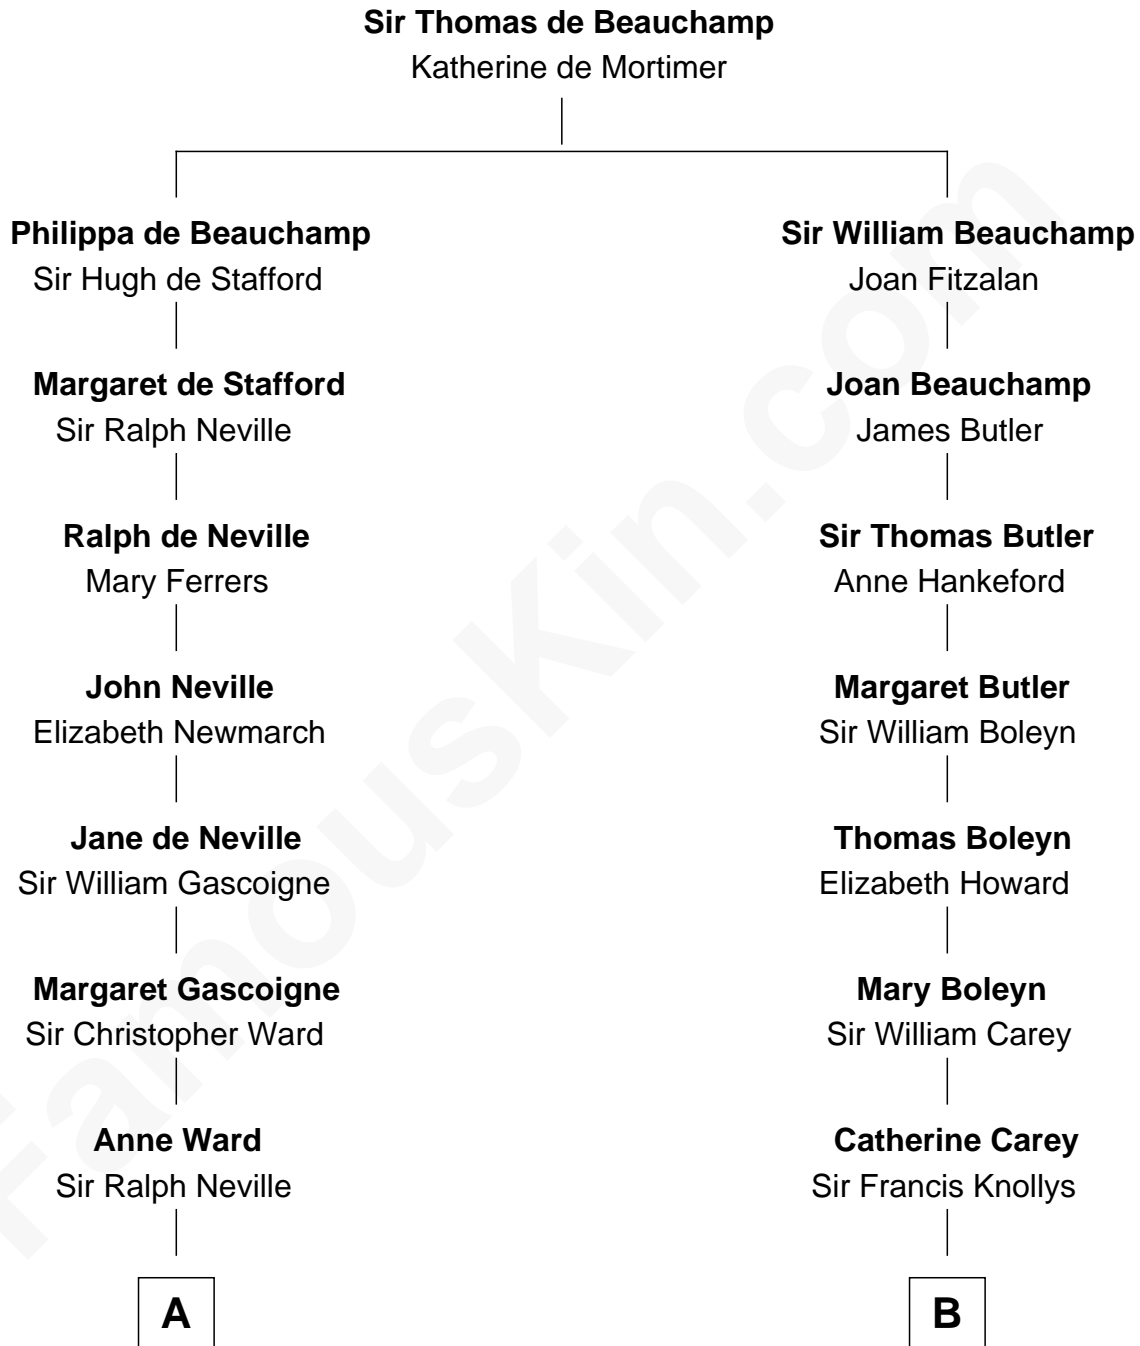 Sir Thomas de Beauchamp
Katherine de Mortimer
Philippa de Beauchamp
Sir Hugh de Stafford
Sir William Beauchamp
Joan Fitzalan
Margaret de Stafford
Sir Ralph Neville
Joan Beauchamp
James Butler
Ralph de Neville
Mary Ferrers
Sir Thomas Butler
Anne Hankeford
John Neville
Elizabeth Newmarch
Margaret Butler
Sir William Boleyn
Jane de Neville
Sir William Gascoigne
Thomas Boleyn
Elizabeth Howard
Margaret Gascoigne
Sir Christopher Ward
Mary Boleyn
Sir William Carey
Anne Ward
Sir Ralph Neville
Catherine Carey
Sir Francis Knollys
A
B
FamousKin.com